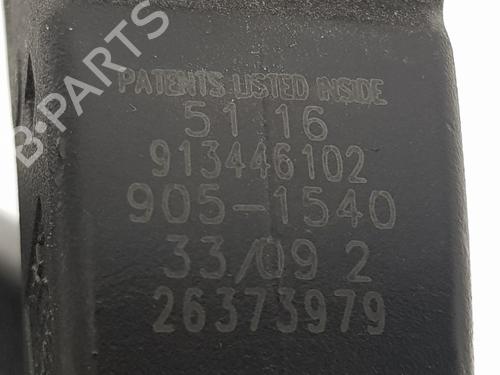 B-PARTS
PATENTS LISTED INSIDE
51 16
913446102
905-1540
33/09 2
26373979